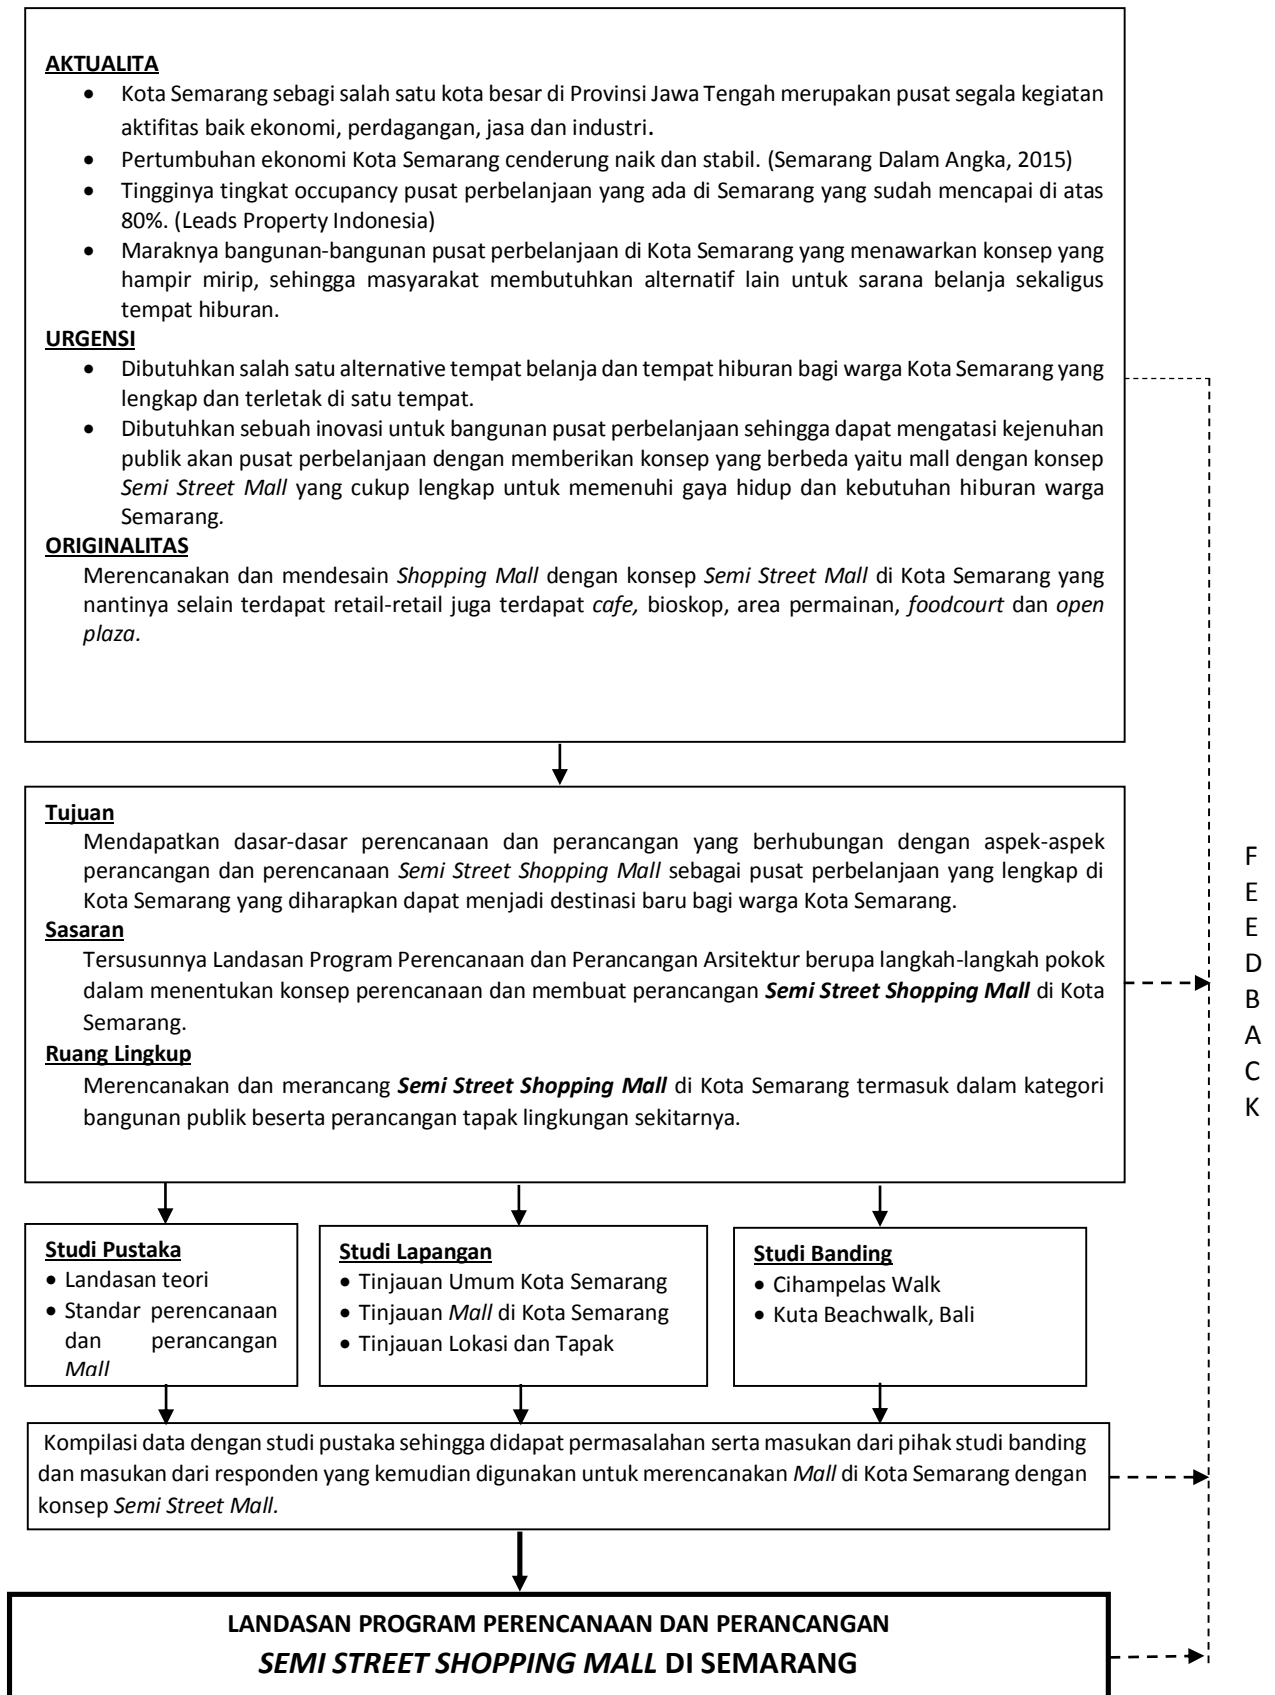 AKTUALITA
• Kota Semarang sebagi salah satu kota besar di Provinsi Jawa Tengah merupakan pusat segala kegiatan
aktifitas baik ekonomi, perdagangan, jasa dan industri.
• Pertumbuhan ekonomi Kota Semarang cenderung naik dan stabil. (Semarang Dalam Angka, 2015)
• Tingginya tingkat occupancy pusat perbelanjaan yang ada di Semarang yang sudah mencapai di atas
80%. (Leads Property Indonesia)
• Maraknya bangunan-bangunan pusat perbelanjaan di Kota Semarang yang menawarkan konsep yang
hampir mirip, sehingga masyarakat membutuhkan alternatif lain untuk sarana belanja sekaligus
tempat hiburan.
URGENSI
• Dibutuhkan salah satu alternative tempat belanja dan tempat hiburan bagi warga Kota Semarang yang
lengkap dan terletak di satu tempat.
• Dibutuhkan sebuah inovasi untuk bangunan pusat perbelanjaan sehingga dapat mengatasi kejenuhan
publik akan pusat perbelanjaan dengan memberikan konsep yang berbeda yaitu mall dengan konsep
Semi Street Mall yang cukup lengkap untuk memenuhi gaya hidup dan kebutuhan hiburan warga
Semarang.
ORIGINALITAS
Merencanakan dan mendesain Shopping Mall dengan konsep Semi Street Mall di Kota Semarang yang
nantinya selain terdapat retail-retail juga terdapat cafe, bioskop, area permainan, foodcourt dan open
plaza.
Tujuan
Mendapatkan dasar-dasar perencanaan dan perancangan yang berhubungan dengan aspek-aspek
perancangan dan perencanaan Semi Street Shopping Mall sebagai pusat perbelanjaan yang lengkap di
Kota Semarang yang diharapkan dapat menjadi destinasi baru bagi warga Kota Semarang.
Sasaran
Tersusunnya Landasan Program Perencanaan dan Perancangan Arsitektur berupa langkah-langkah pokok
dalam menentukan konsep perencanaan dan membuat perancangan Semi Street Shopping Mall di Kota
Semarang.
Ruang Lingkup
Merencanakan dan merancang Semi Street Shopping Mall di Kota Semarang termasuk dalam kategori
bangunan publik beserta perancangan tapak lingkungan sekitarnya.
F
E
E
D
B
A
C
K
Studi Pustaka
• Landasan teori
• Standar perencanaan
dan perancangan
Mall
Studi Lapangan
• Tinjauan Umum Kota Semarang
• Tinjauan Mall di Kota Semarang
• Tinjauan Lokasi dan Tapak
Studi Banding
• Cihampelas Walk
• Kuta Beachwalk, Bali
Kompilasi data dengan studi pustaka sehingga didapat permasalahan serta masukan dari pihak studi banding
dan masukan dari responden yang kemudian digunakan untuk merencanakan Mall di Kota Semarang dengan
konsep Semi Street Mall.
LANDASAN PROGRAM PERENCANAAN DAN PERANCANGAN
SEMI STREET SHOPPING MALL DI SEMARANG